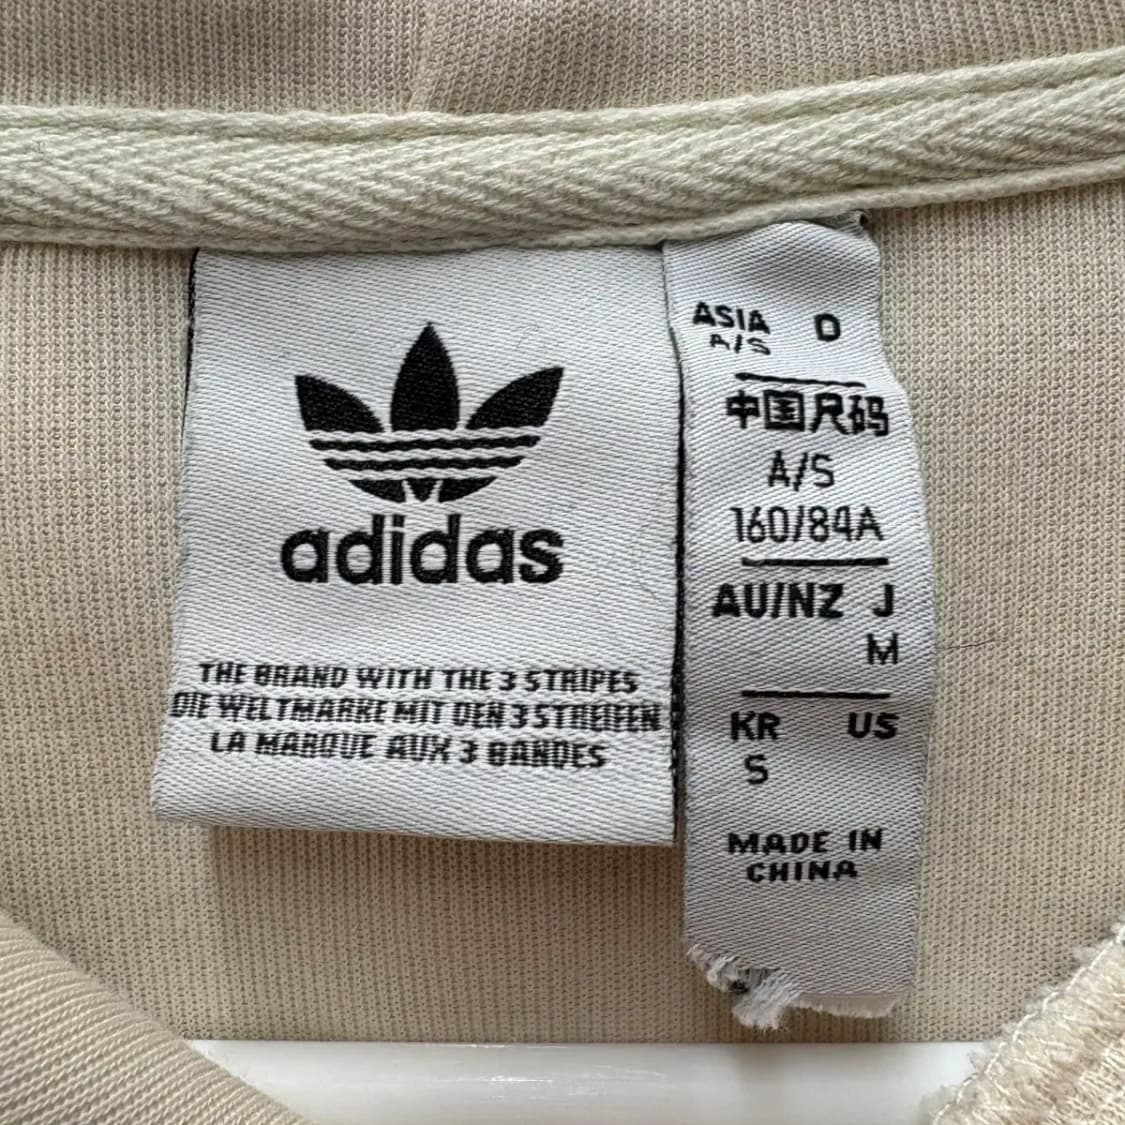 adidas
THE BRAND WITH THE 3 STRIPES
DIE WELTMARKE MIT DEN 3 STREIFEN
LA MARQUE AUX 3 BANDES
ASIA D
A/S
中国尺码
A/S
160/84A
AU/NZ J
M
KR US
S
MADE IN
CHINA